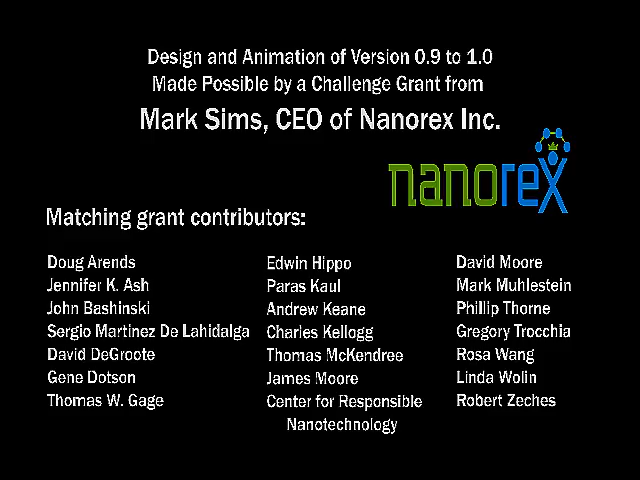 Design and Animation of Version 0.9 to 1.0
Made Possible by a Challenge Grant from
Mark Sims, CEO of Nanorex Inc.
nanorex
Matching grant contributors:
Doug Arends
Jennifer K. Ash
John Bashinski
Sergio Martinez De Lahidalga
David DeGroote
Gene Dotson
Thomas W. Gage
Edwin Hippo
Paras Kaul
Andrew Keane
Charles Kellogg
Thomas McKendree
James Moore
Center for Responsible
Nanotechnology
David Moore
Mark Muhlestein
Phillip Thorne
Gregory Trocchia
Rosa Wang
Linda Wolin
Robert Zeches